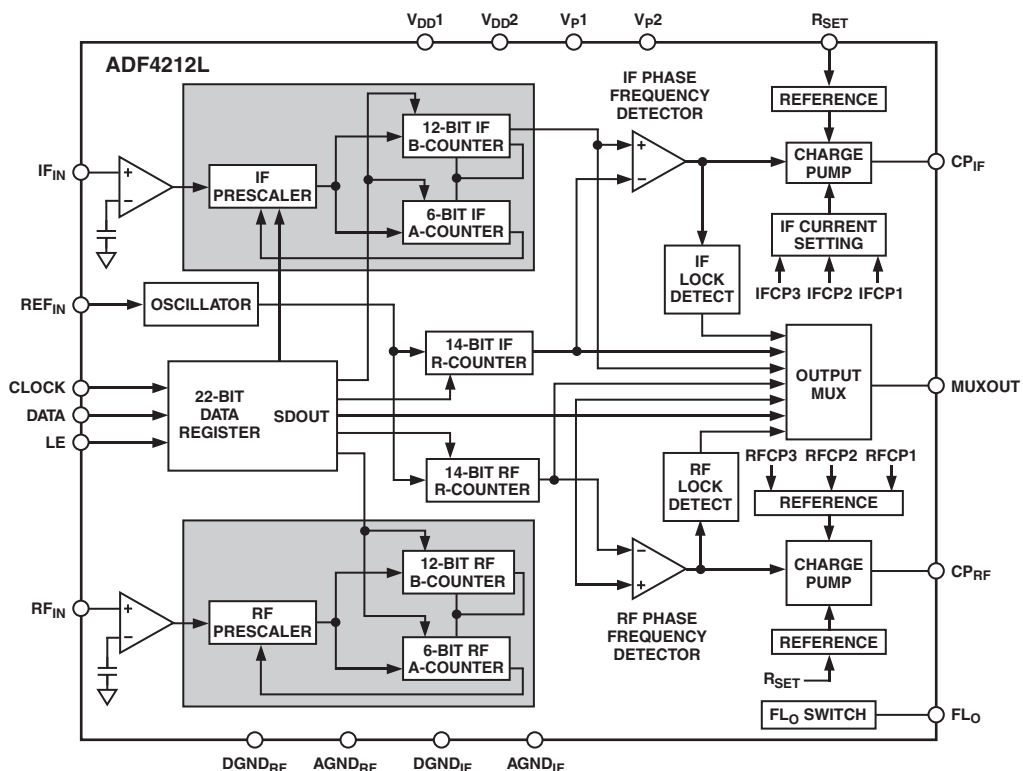 VDD1
VDD2
VP1
VP2
RSET
ADF4212L
IF PHASE
FREQUENCY
DETECTOR
REFERENCE
12-BIT IF
B-COUNTER
IFIN
+
−
IF
PRESCALER
+
−
CHARGE
PUMP
CPIF
6-BIT IF
A-COUNTER
IF CURRENT
SETTING
IF
LOCK
DETECT
IFCP3
IFCP2
IFCP1
REFIN
OSCILLATOR
14-BIT IF
R-COUNTER
OUTPUT
MUX
MUXOUT
CLOCK
DATA
LE
22-BIT
DATA
REGISTER
SDOUT
14-BIT RF
R-COUNTER
RF
LOCK
DETECT
RFCP3
RFCP2
RFCP1
REFERENCE
12-BIT RF
B-COUNTER
−
+
CHARGE
PUMP
CPRF
RFIN
+
−
RF
PRESCALER
RF PHASE
FREQUENCY
DETECTOR
6-BIT RF
A-COUNTER
REFERENCE
RSET
FLO SWITCH
FLO
DGNDRF
AGNDRF
DGNDIF
AGNDIF